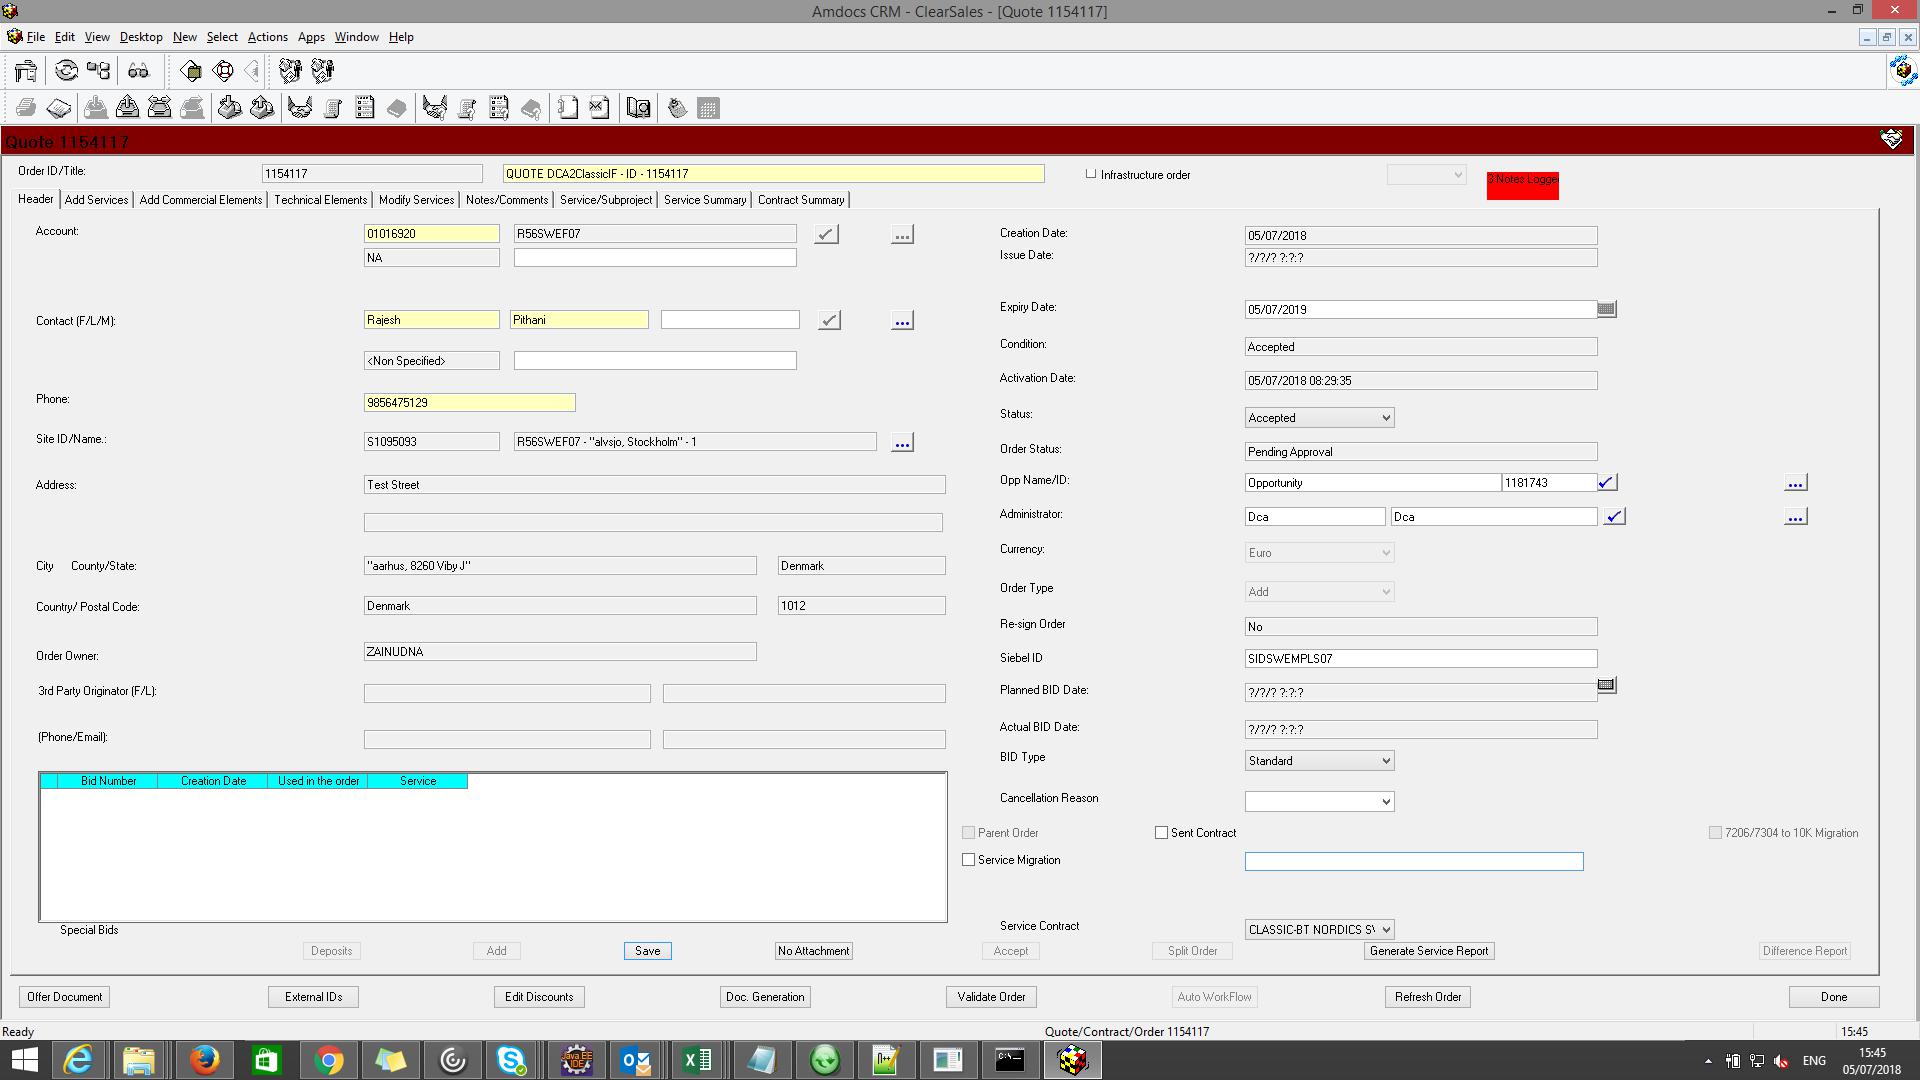 Amdocs CRM - ClearSales - [Quote 1154117]
File Edit View Desktop New Select Actions Apps Window Help
Quote 1154117
Order ID/Title: 1154117 QUOTE DCA2ClassicIF - ID - 1154117 Infrastructure order 3 Notes Logge
Header Add Services Add Commercial Elements Technical Elements Modify Services Notes/Comments Service/Subproject Service Summary Contract Summary
Account: 01016920 R56SWEF07 ...
NA
Contact (F/L/M): Rajesh Pithani ...
<Non Specified>
Phone: 9856475129
Site ID/Name.: S1095093 R56SWEF07 - "alvsjo, Stockholm" - 1 ...
Address: Test Street
City County/State: "aarhus, 8260 Viby J" Denmark
Country/ Postal Code: Denmark 1012
Order Owner: ZAINUDNA
3rd Party Originator (F/L):
(Phone/Email):
Bid Number Creation Date Used in the order Service
Special Bids
Creation Date: 05/07/2018
Issue Date: ?/?/? ?:?:?
Expiry Date: 05/07/2019
Condition: Accepted
Activation Date: 05/07/2018 08:29:35
Status: Accepted
Order Status: Pending Approval
Opp Name/ID: Opportunity 1181743 ...
Administrator: Dca Dca ...
Currency: Euro
Order Type Add
Re-sign Order No
Siebel ID SIDSWEMPLS07
Planned BID Date: ?/?/? ?:?:?
Actual BID Date: ?/?/? ?:?:?
BID Type Standard
Cancellation Reason
Parent Order Sent Contract 7206/7304 to 10K Migration
Service Migration
Service Contract CLASSIC-BT NORDICS S\
Deposits Add Save No Attachment Accept Split Order Generate Service Report Difference Report
Offer Document External IDs Edit Discounts Doc. Generation Validate Order Auto WorkFlow Refresh Order Done
Ready Quote/Contract/Order 1154117 15:45
Java EE IDE
C:\_
ENG 15:45
05/07/2018